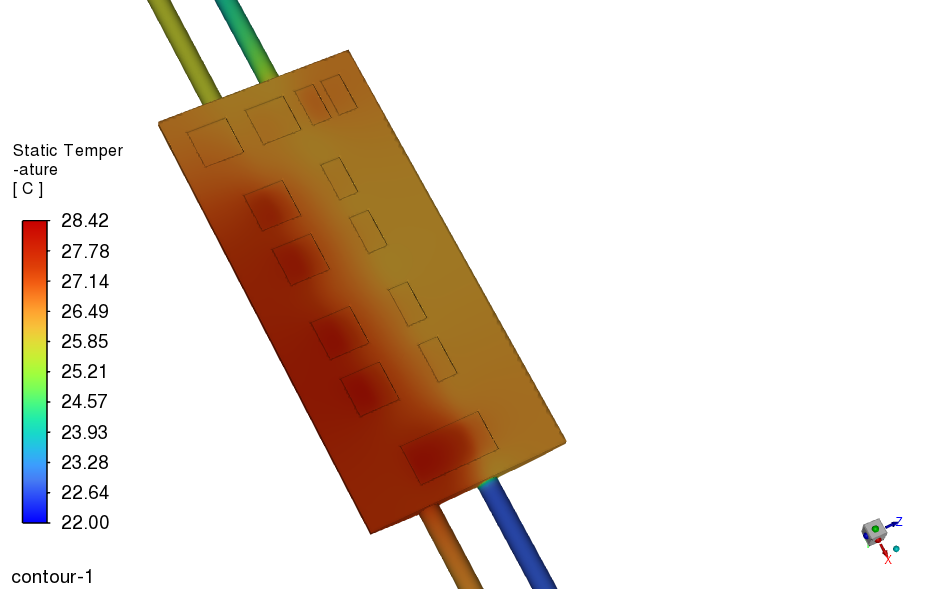 Static Temper
-ature
[ C ]
28.42
27.78
27.14
26.49
25.85
25.21
24.57
23.93
23.28
22.64
22.00
contour-1
Z
X